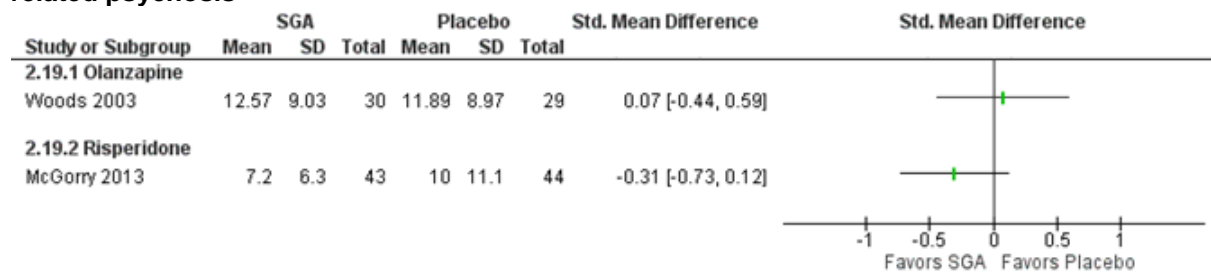 related psychosis
SGA Placebo Std. Mean Difference Std. Mean Difference
Study or Subgroup Mean SD Total Mean SD Total
2.19.1 Olanzapine
Woods 2003 12.57 9.03 30 11.89 8.97 29 0.07 [-0.44, 0.59]
2.19.2 Risperidone
McGorry 2013 7.2 6.3 43 10 11.1 44 -0.31 [-0.73, 0.12]
-1 -0.5 0 0.5 1
Favors SGA Favors Placebo